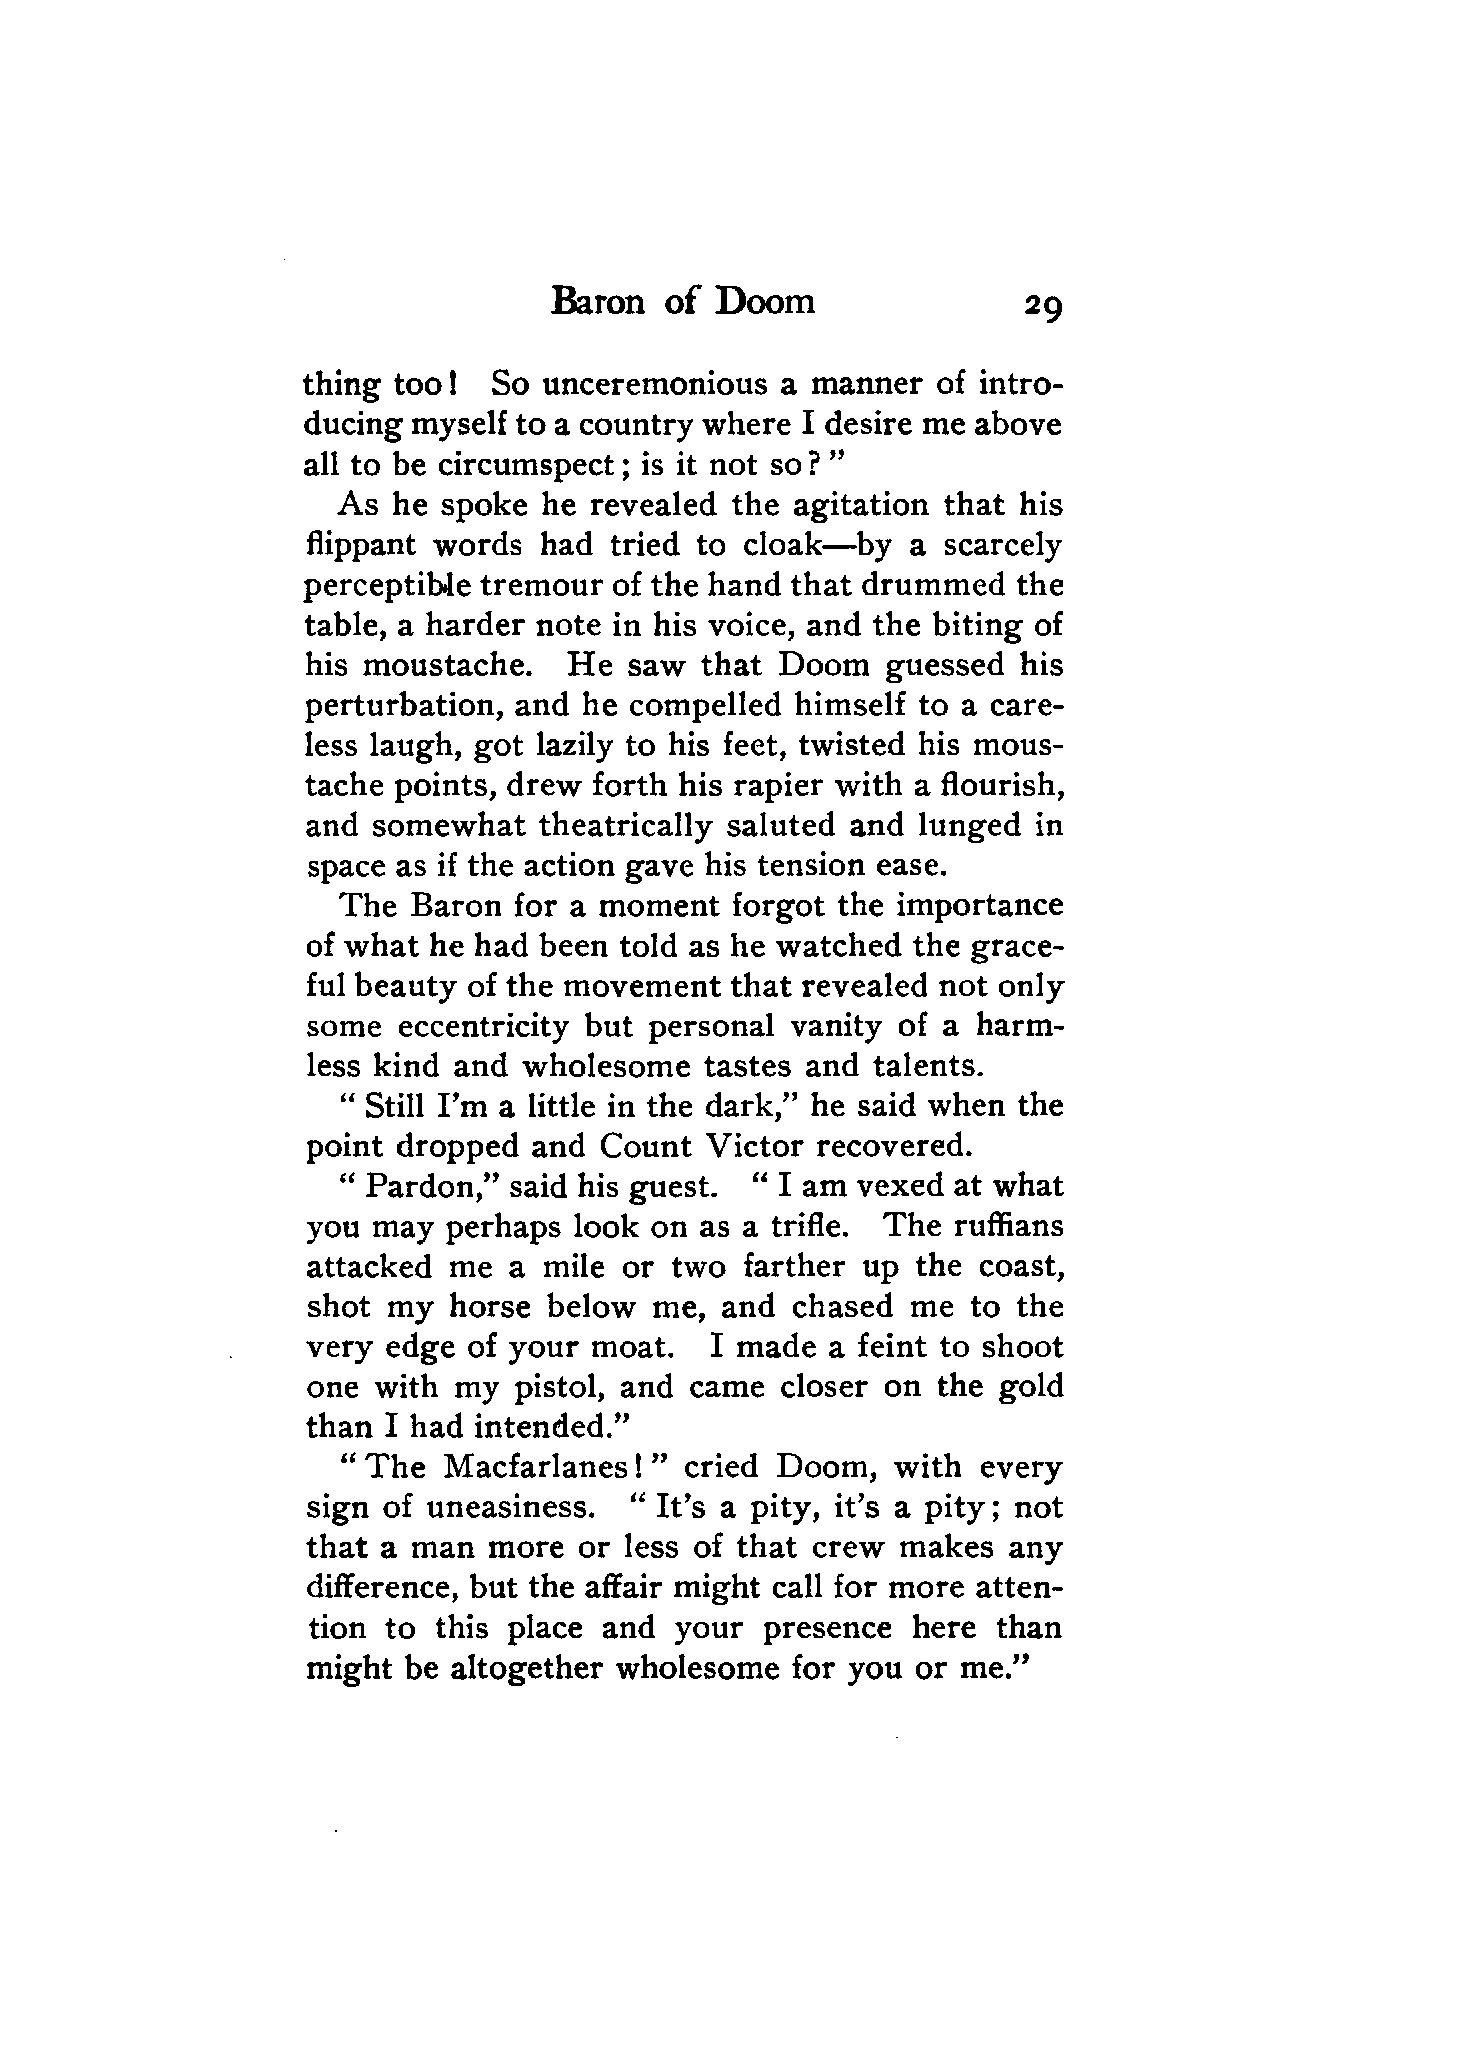 Baron of Doom 29
thing too! So unceremonious a manner of intro-
ducing myself to a country where I desire me above
all to be circumspect; is it not so?"
As he spoke he revealed the agitation that his
flippant words had tried to cloak—by a scarcely
perceptible tremour of the hand that drummed the
table, a harder note in his voice, and the biting of
his moustache. He saw that Doom guessed his
perturbation, and he compelled himself to a care-
less laugh, got lazily to his feet, twisted his mous-
tache points, drew forth his rapier with a flourish,
and somewhat theatrically saluted and lunged in
space as if the action gave his tension ease.
The Baron for a moment forgot the importance
of what he had been told as he watched the grace-
ful beauty of the movement that revealed not only
some eccentricity but personal vanity of a harm-
less kind and wholesome tastes and talents.
"Still I'm a little in the dark," he said when the
point dropped and Count Victor recovered.
"Pardon," said his guest. "I am vexed at what
you may perhaps look on as a trifle. The ruffians
attacked me a mile or two farther up the coast,
shot my horse below me, and chased me to the
very edge of your moat. I made a feint to shoot
one with my pistol, and came closer on the gold
than I had intended."
"The Macfarlanes!" cried Doom, with every
sign of uneasiness. "It's a pity, it's a pity; not
that a man more or less of that crew makes any
difference, but the affair might call for more atten-
tion to this place and your presence here than
might be altogether wholesome for you or me."